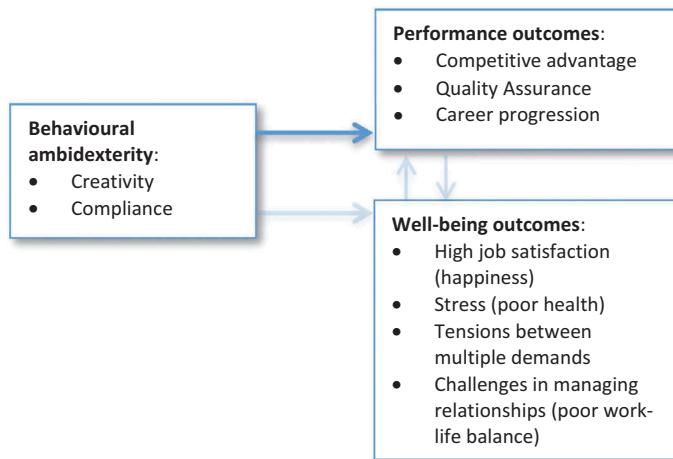 Performance outcomes:
• Competitive advantage
• Quality Assurance
• Career progression
Behavioural
ambidexterity:
• Creativity
• Compliance
Well-being outcomes:
• High job satisfaction
(happiness)
• Stress (poor health)
• Tensions between
multiple demands
• Challenges in managing
relationships (poor work-
life balance)